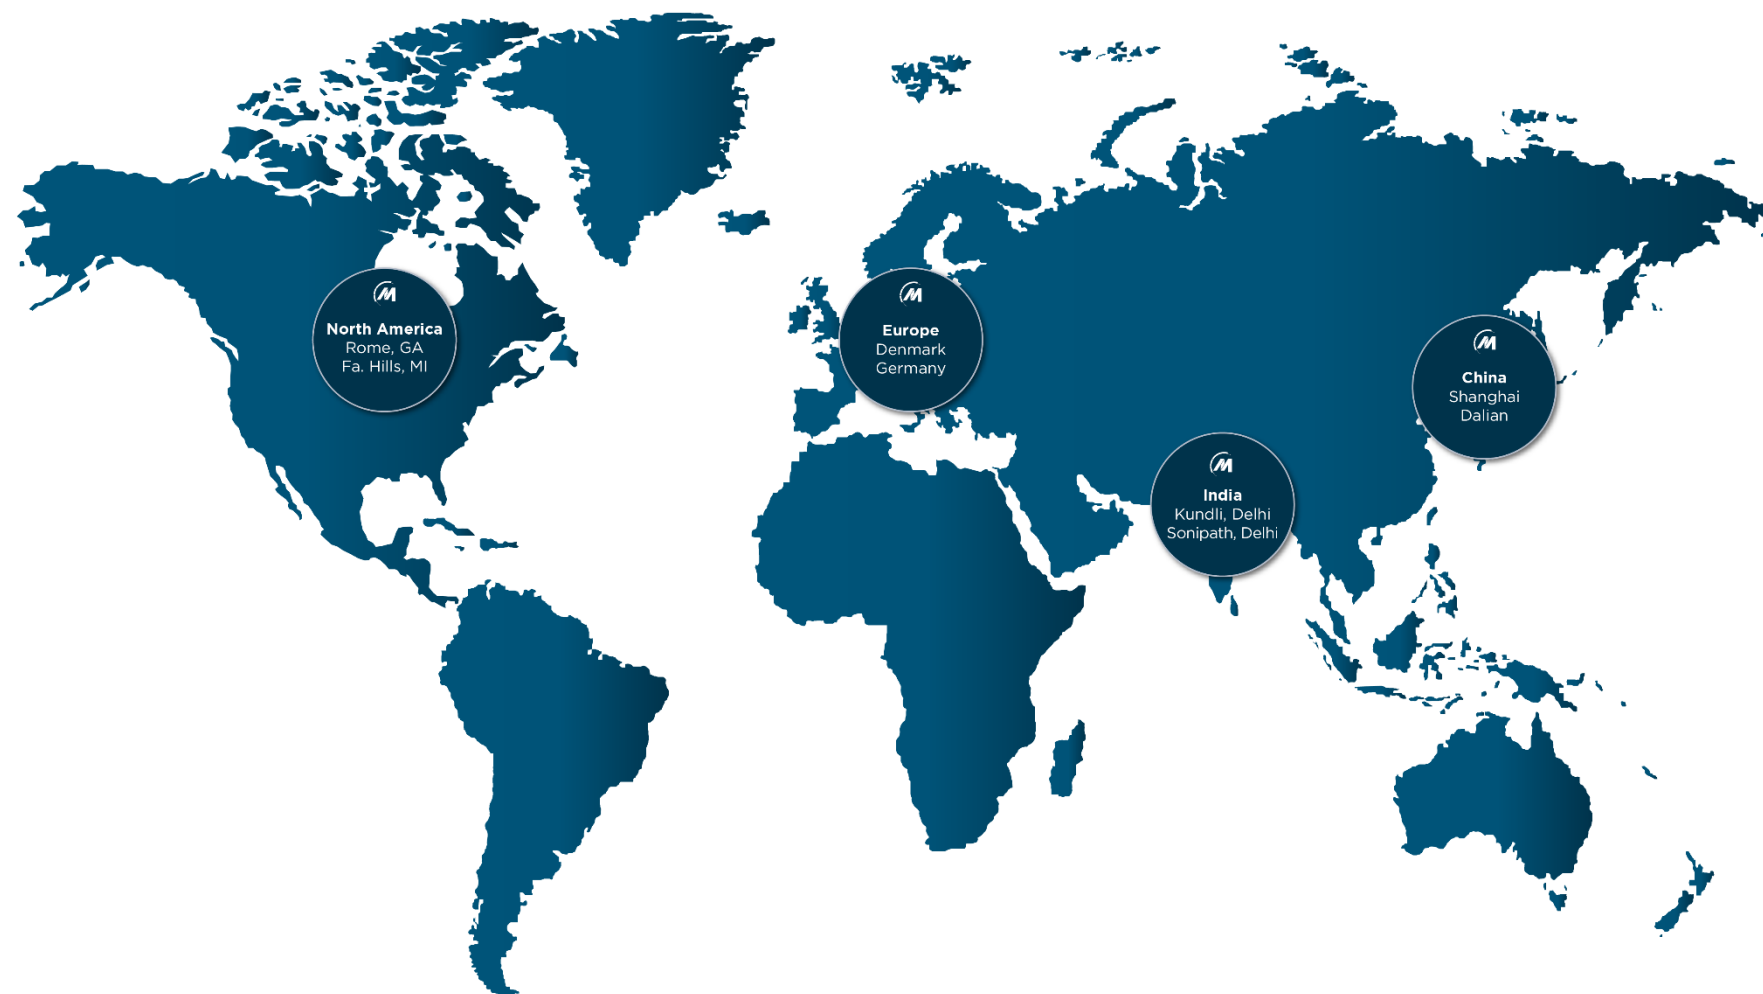 North America
Rome, GA
Fa. Hills, MI
Europe
Denmark
Germany
China
Shanghai
Dalian
India
Kundli, Delhi
Sonipath, Delhi